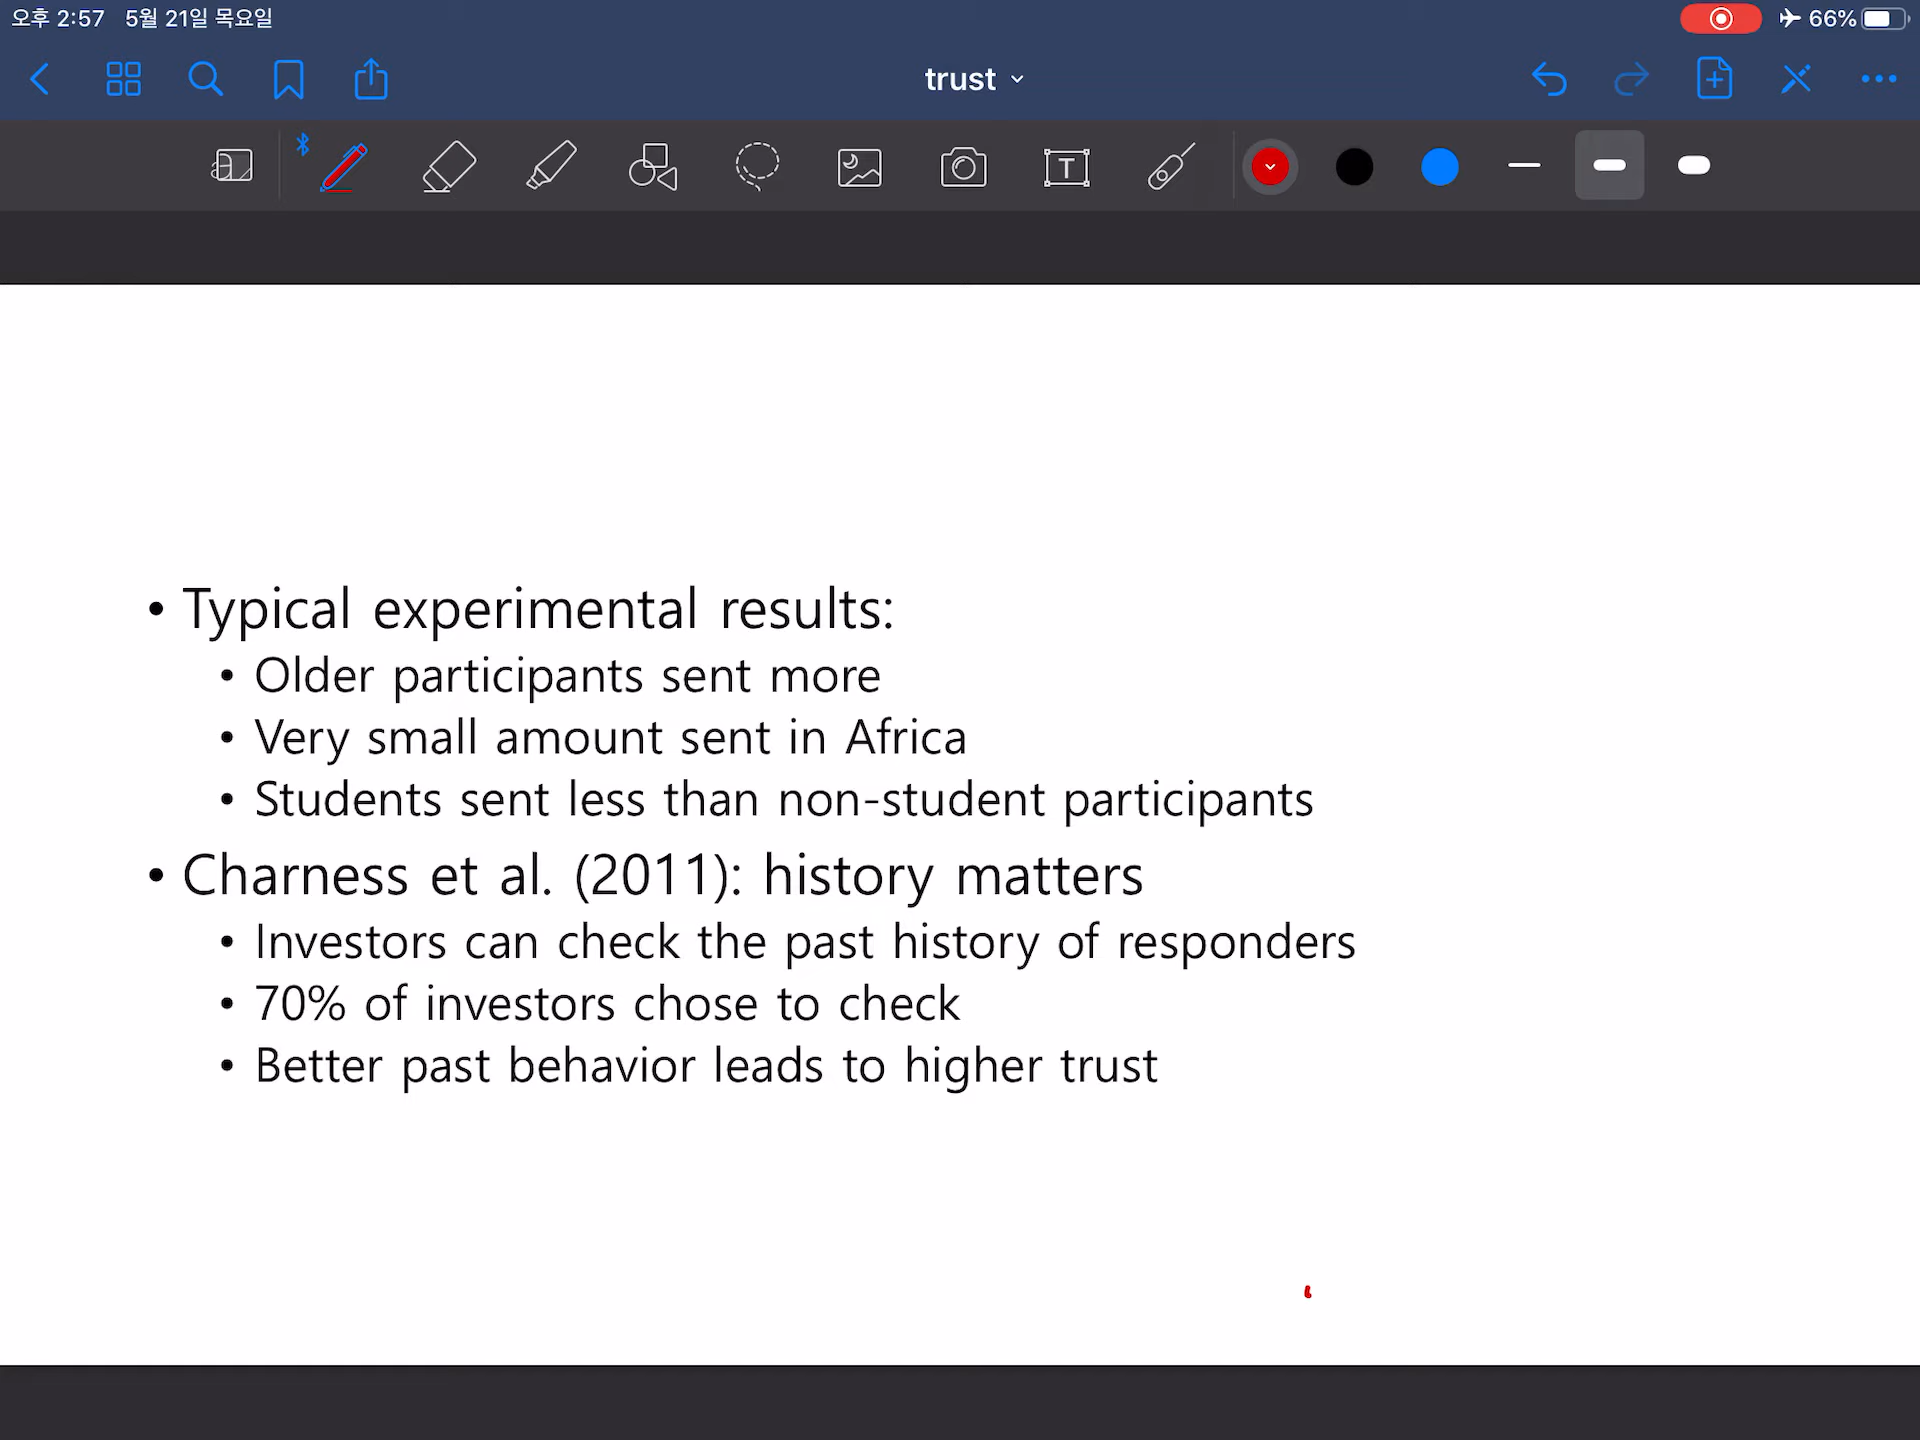 오후 2:57 5월 21일 목요일
66%
trust
a
T
• Typical experimental results:
• Older participants sent more
• Very small amount sent in Africa
• Students sent less than non-student participants
• Charness et al. (2011): history matters
• Investors can check the past history of responders
• 70% of investors chose to check
• Better past behavior leads to higher trust